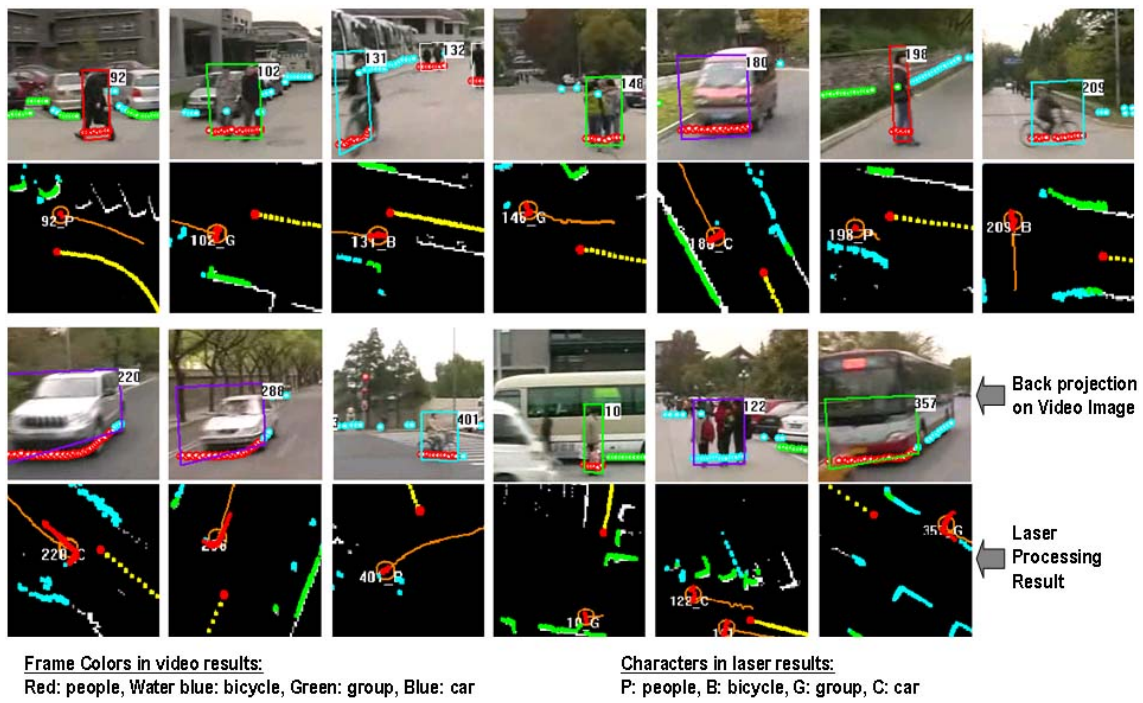 92
102
131
132
148
180
198
209
92_P
102_G
131_B
146_G
180_C
198_P
209_B
220
288
401
10
122
357
Back projection
on Video Image
220_C
401_P
10_G
122_C
357_G
Laser
Processing
Result
Frame Colors in video results:
Red: people, Water blue: bicycle, Green: group, Blue: car
Characters in laser results:
P: people, B: bicycle, G: group, C: car